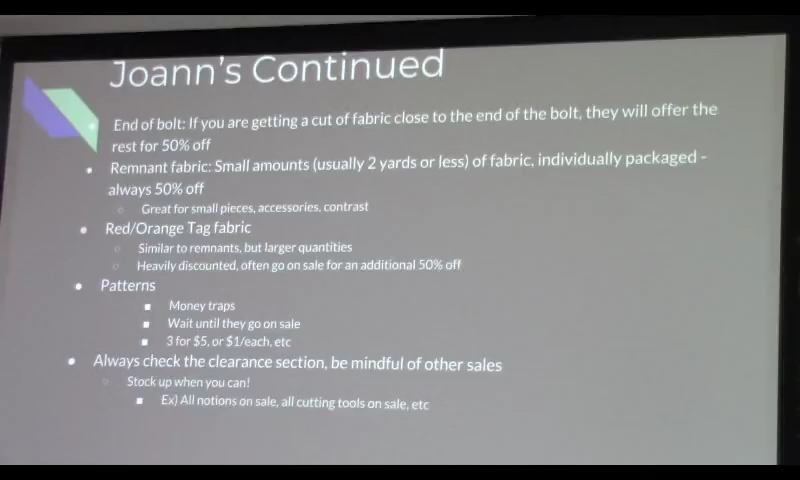 Joann's Continued
End of bolt: If you are getting a cut of fabric close to the end of the bolt, they will offer the
rest for 50% off
Remnant fabric: Small amounts (usually 2 yards or less) of fabric, individually packaged -
always 50% off
Great for small pieces, accessories, contrast
Red/Orange Tag fabric
Similar to remnants, but larger quantities
Heavily discounted, often go on sale for an additional 50% off
Patterns
Money traps
Wait until they go on sale
3 for $5, or $1/each, etc
Always check the clearance section, be mindful of other sales
Stock up when you can!
Ex) All notions on sale, all cutting tools on sale, etc